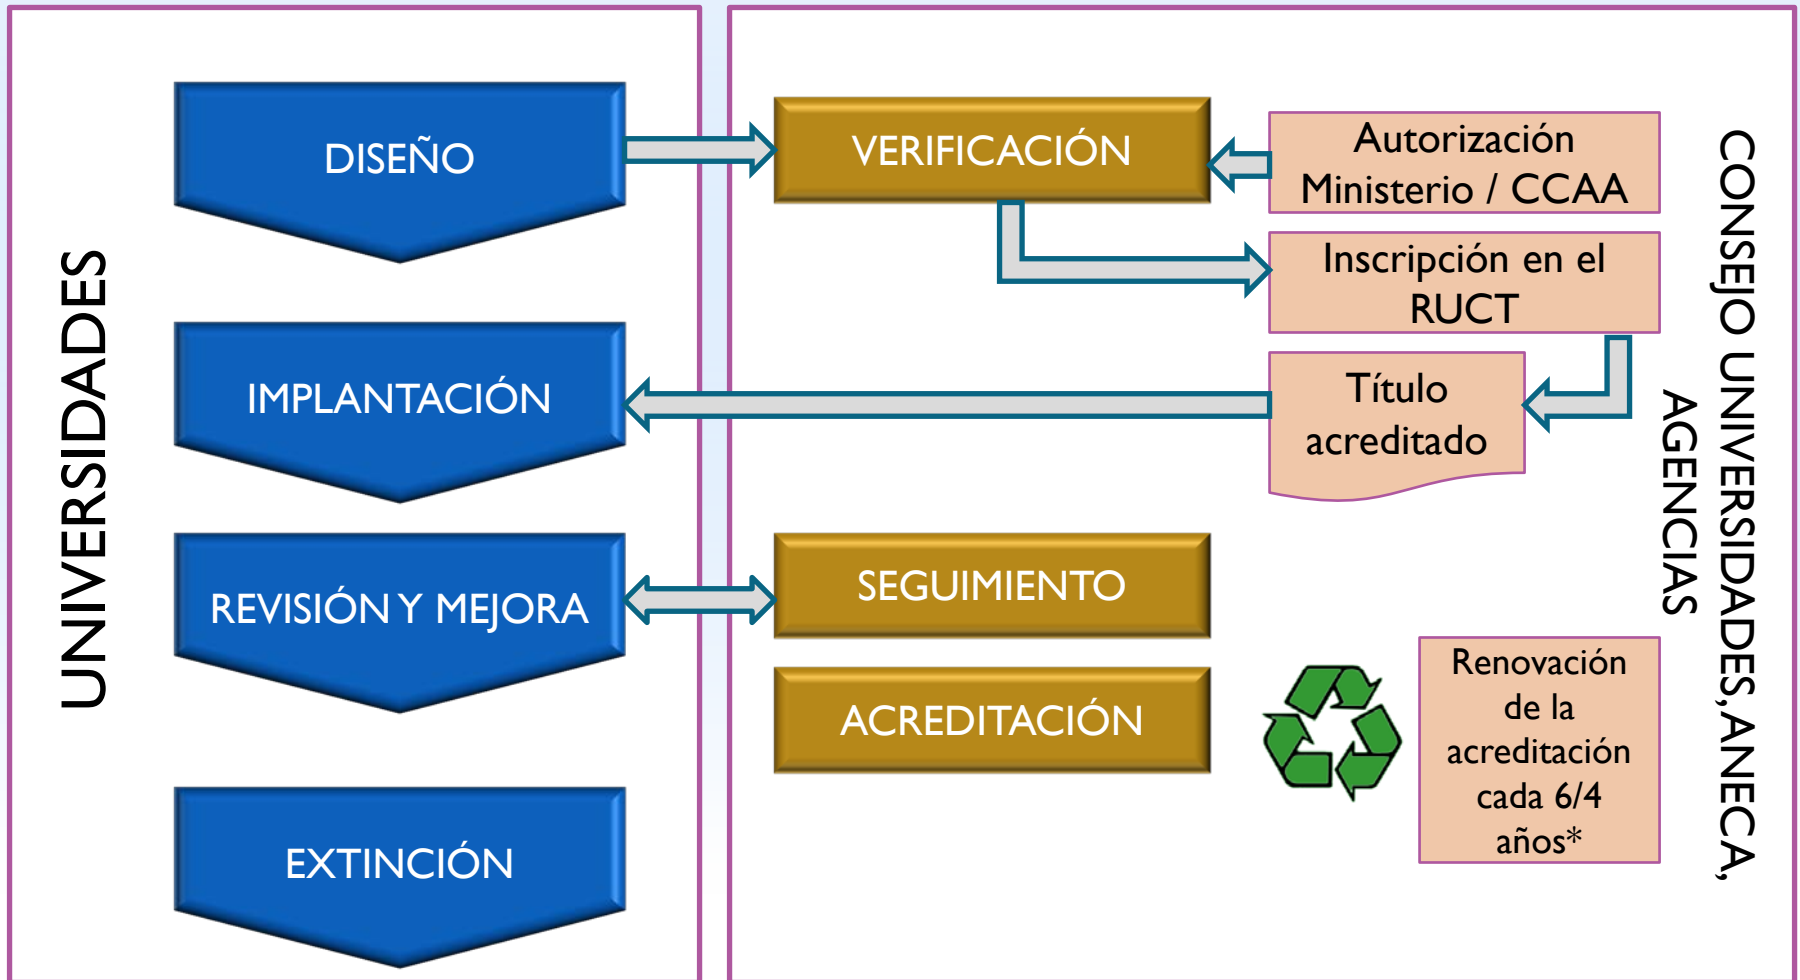 UNIVERSIDADES
DISEÑO
IMPLANTACIÓN
REVISIÓN Y MEJORA
EXTINCIÓN
VERIFICACIÓN
Autorización
Ministerio / CCAA
Inscripción en el
RUCT
Título
acreditado
SEGUIMIENTO
ACREDITACIÓN
Renovación
de la
acreditación
cada 6/4
años*
CONSEJO UNIVERSIDADES, ANECA,
AGENCIAS